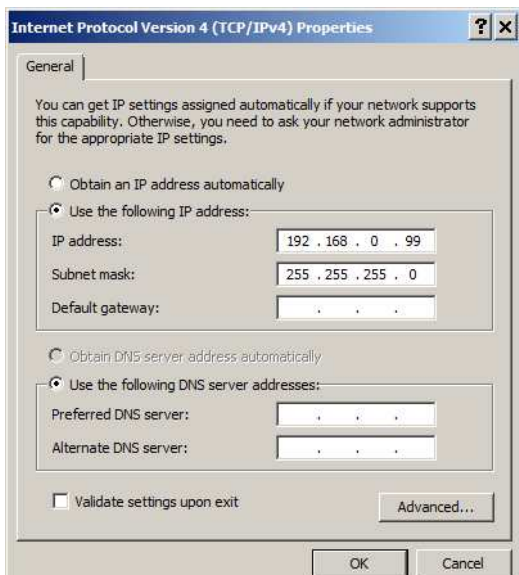 Internet Protocol Version 4 (TCP/IPv4) Properties
General
You can get IP settings assigned automatically if your network supports
this capability. Otherwise, you need to ask your network administrator
for the appropriate IP settings.
Obtain an IP address automatically
Use the following IP address:
IP address: 192 . 168 . 0 . 99
Subnet mask: 255 . 255 . 255 . 0
Default gateway: . . .
Obtain DNS server address automatically
Use the following DNS server addresses:
Preferred DNS server: . . .
Alternate DNS server: . . .
Validate settings upon exit
Advanced...
OK Cancel